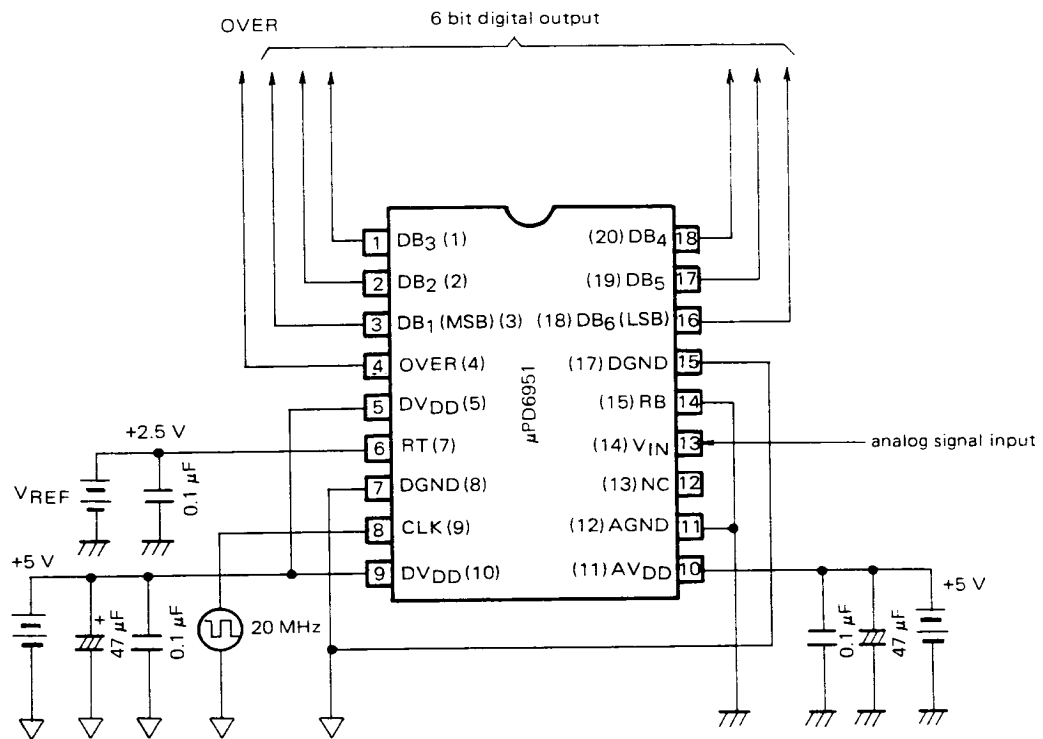 OVER
6 bit digital output
1 DB3 (1)
(20) DB4 18
2 DB2 (2)
(19) DB5 17
3 DB1 (MSB) (3)
(18) DB6 (LSB) 16
4 OVER (4)
(17) DGND 15
5 DVDD (5)
(15) RB 14
μPD6951
+2.5 V
6 RT (7)
(14) VIN 13
analog signal input
VREF
0.1 μF
7 DGND (8)
(13) NC 12
8 CLK (9)
(12) AGND 11
+5 V
9 DVDD (10)
(11) AVDD 10
+5 V
+
47 μF
0.1 μF
20 MHz
0.1 μF
47 μF